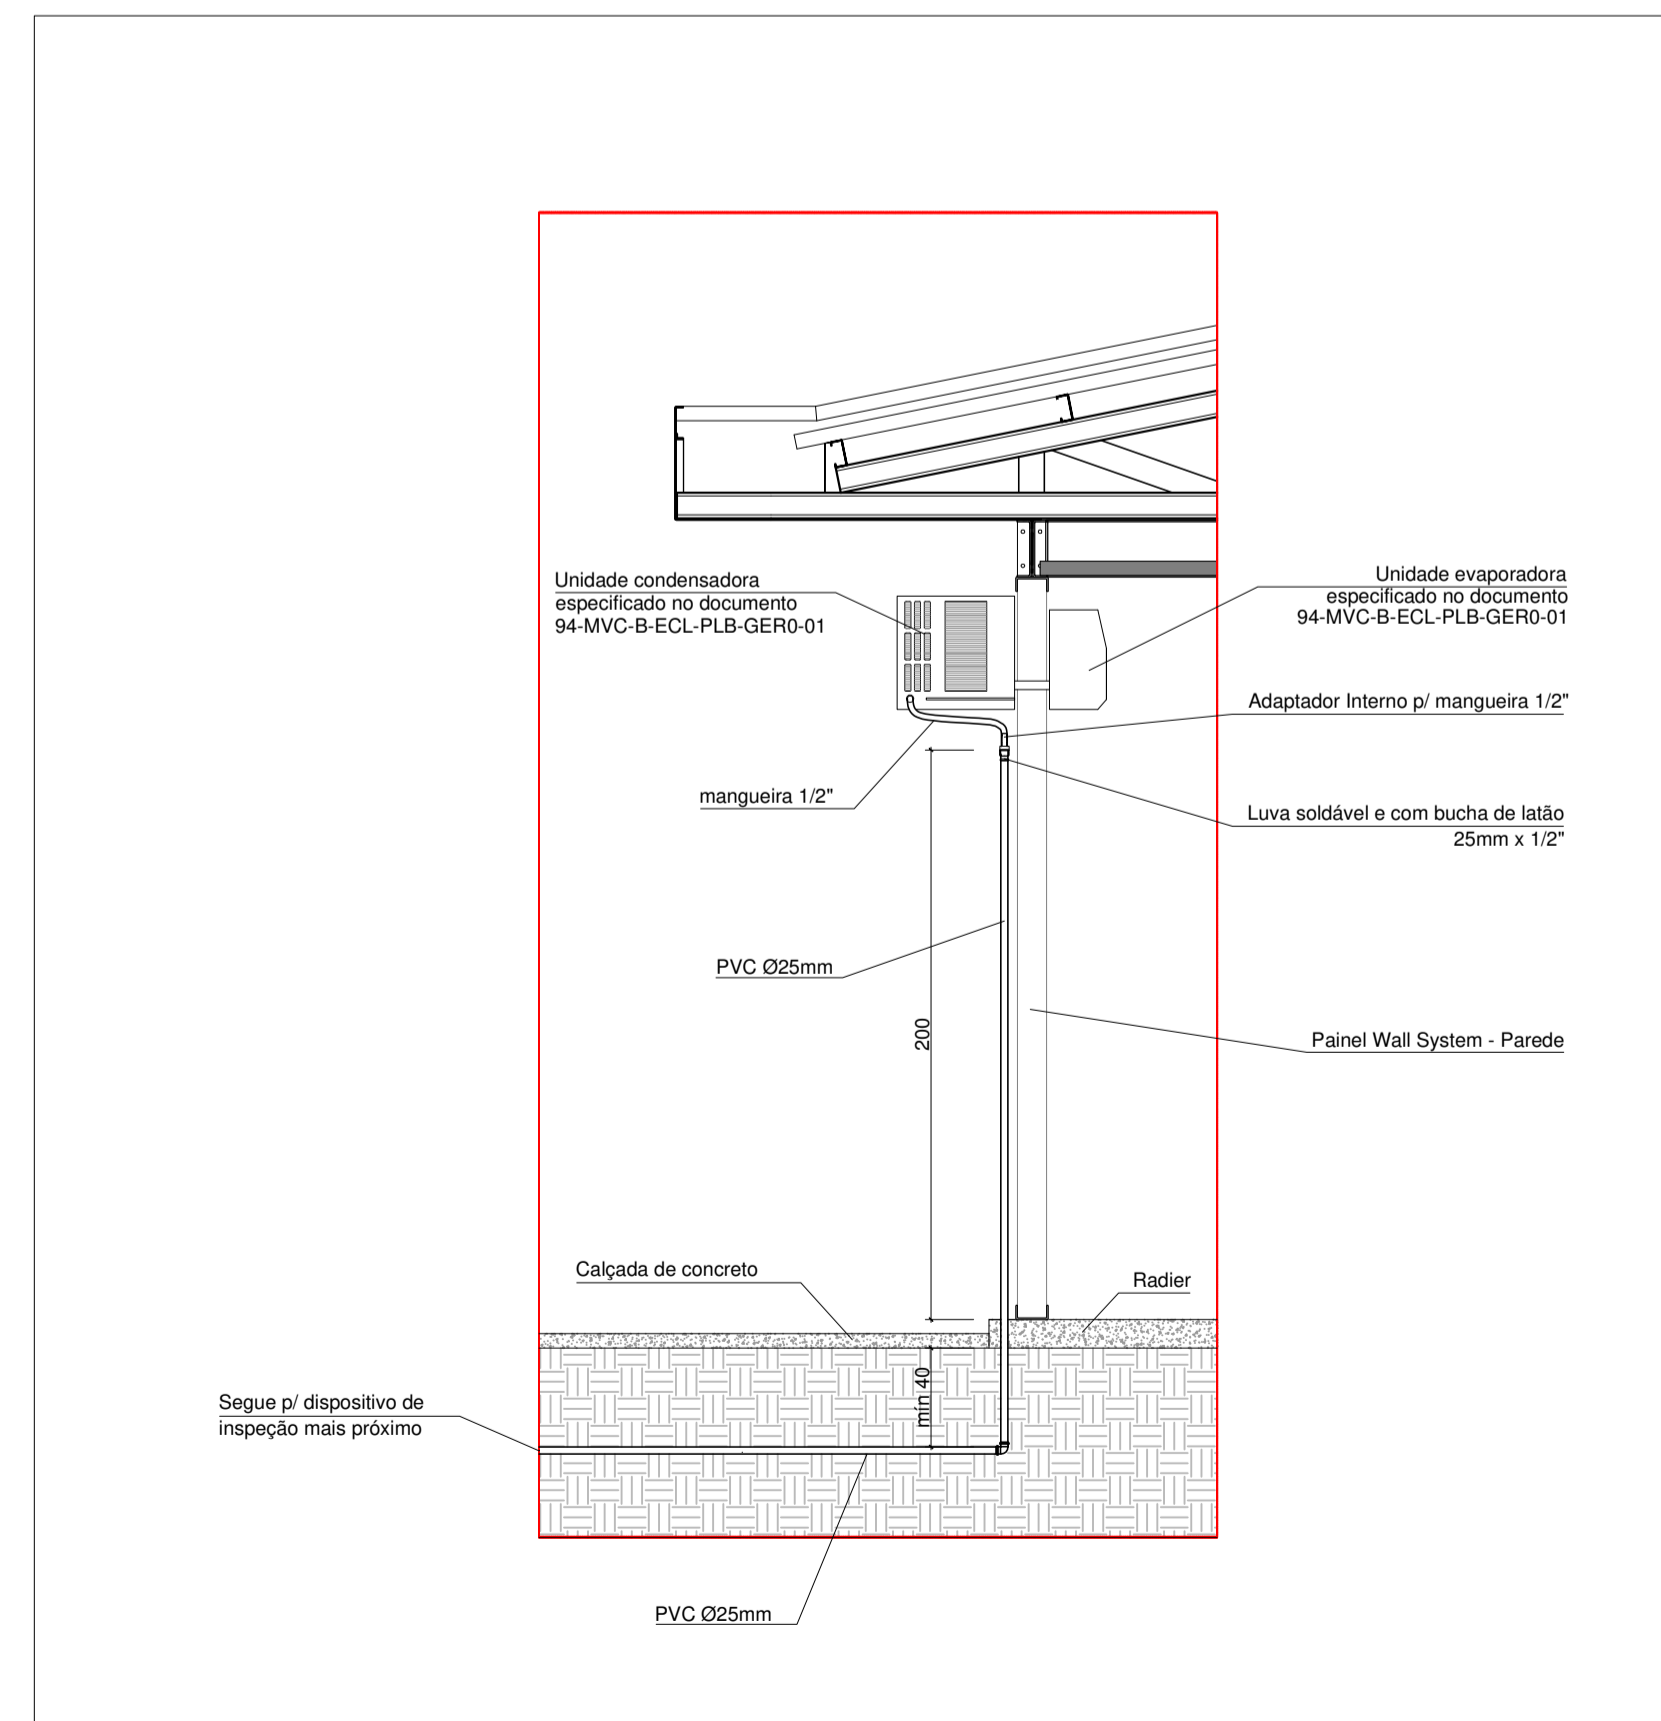 Unidade condensadora
especificado no documento
94-MVC-B-ECL-PLB-GER0-01
Unidade evaporadora
especificado no documento
94-MVC-B-ECL-PLB-GER0-01
Adaptador Interno p/ mangueira 1/2"
mangueira 1/2"
Luva soldável e com bucha de latão
25mm x 1/2"
PVC Ø25mm
200
Painel Wall System - Parede
Calçada de concreto
Radier
mín 40
Segue p/ dispositivo de
inspeção mais próximo
PVC Ø25mm